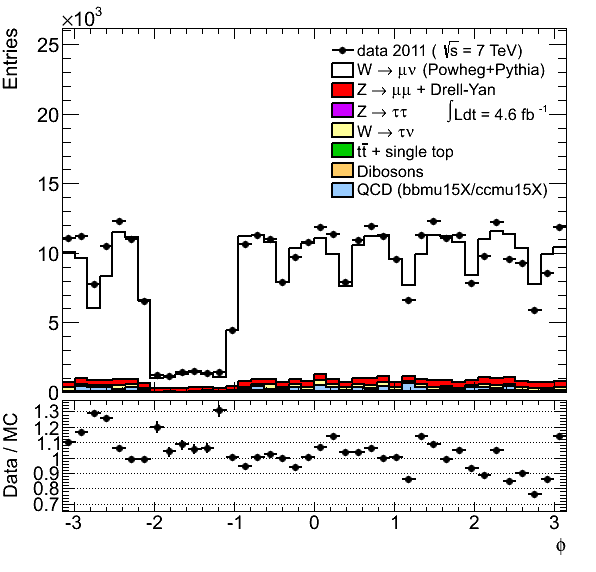 ×10³
Entries
25
20
15
10
5
0
data 2011 ( √s = 7 TeV)
W → μν (Powheg+Pythia)
Z → μμ + Drell-Yan
Z → ττ
∫Ldt = 4.6 fb⁻¹
W → τν
tt̅ + single top
Dibosons
QCD (bbmu15X/ccmu15X)
Data / MC
1.3
1.2
1.1
1
0.9
0.8
0.7
-3 -2 -1 0 1 2 3
ϕ